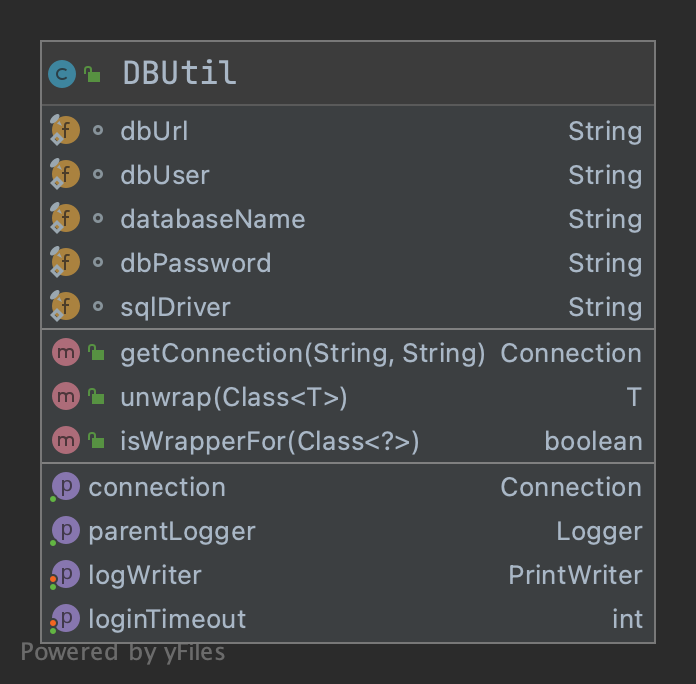 C DBUtil
f dbUrl String
f dbUser String
f databaseName String
f dbPassword String
f sqlDriver String
m getConnection(String, String) Connection
m unwrap(Class<T>) T
m isWrapperFor(Class<?>) boolean
p connection Connection
p parentLogger Logger
p logWriter PrintWriter
p loginTimeout int
Powered by yFiles